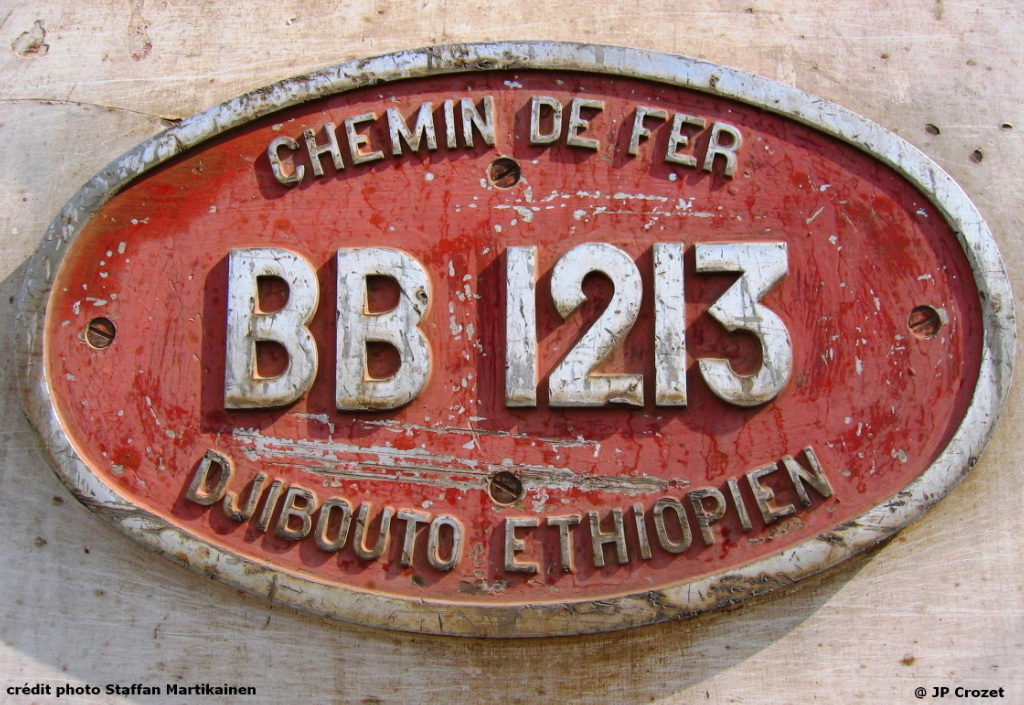 CHEMIN DE FER
BB 1213
DJIBOUTO ETHIOPIEN
crédit photo Staffan Martikainen
@ JP Crozet